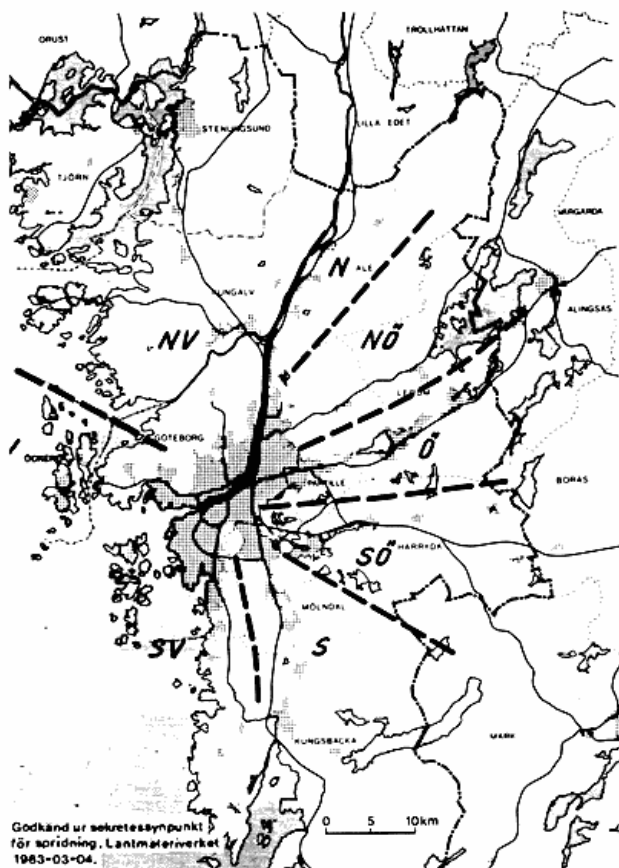 ORUST
TROLLHÄTTAN
STENUNGSUND
LILLA EDET
TJÖRN
VÅRGÅRDA
N
ALE
KUNGÄLV
ALINGSÅS
NV
NÖ
LERUM
GÖTEBORG
ÖCKERÖ
Ö
PARTILLE
BORÅS
SÖ
HÄRRYDA
MÖLNDAL
SV
S
KUNGSBACKA
MARK
0 5 10km
Godkänd ur sekretessynpunkt
för spridning. Lantmäteriverket
1983-03-04.